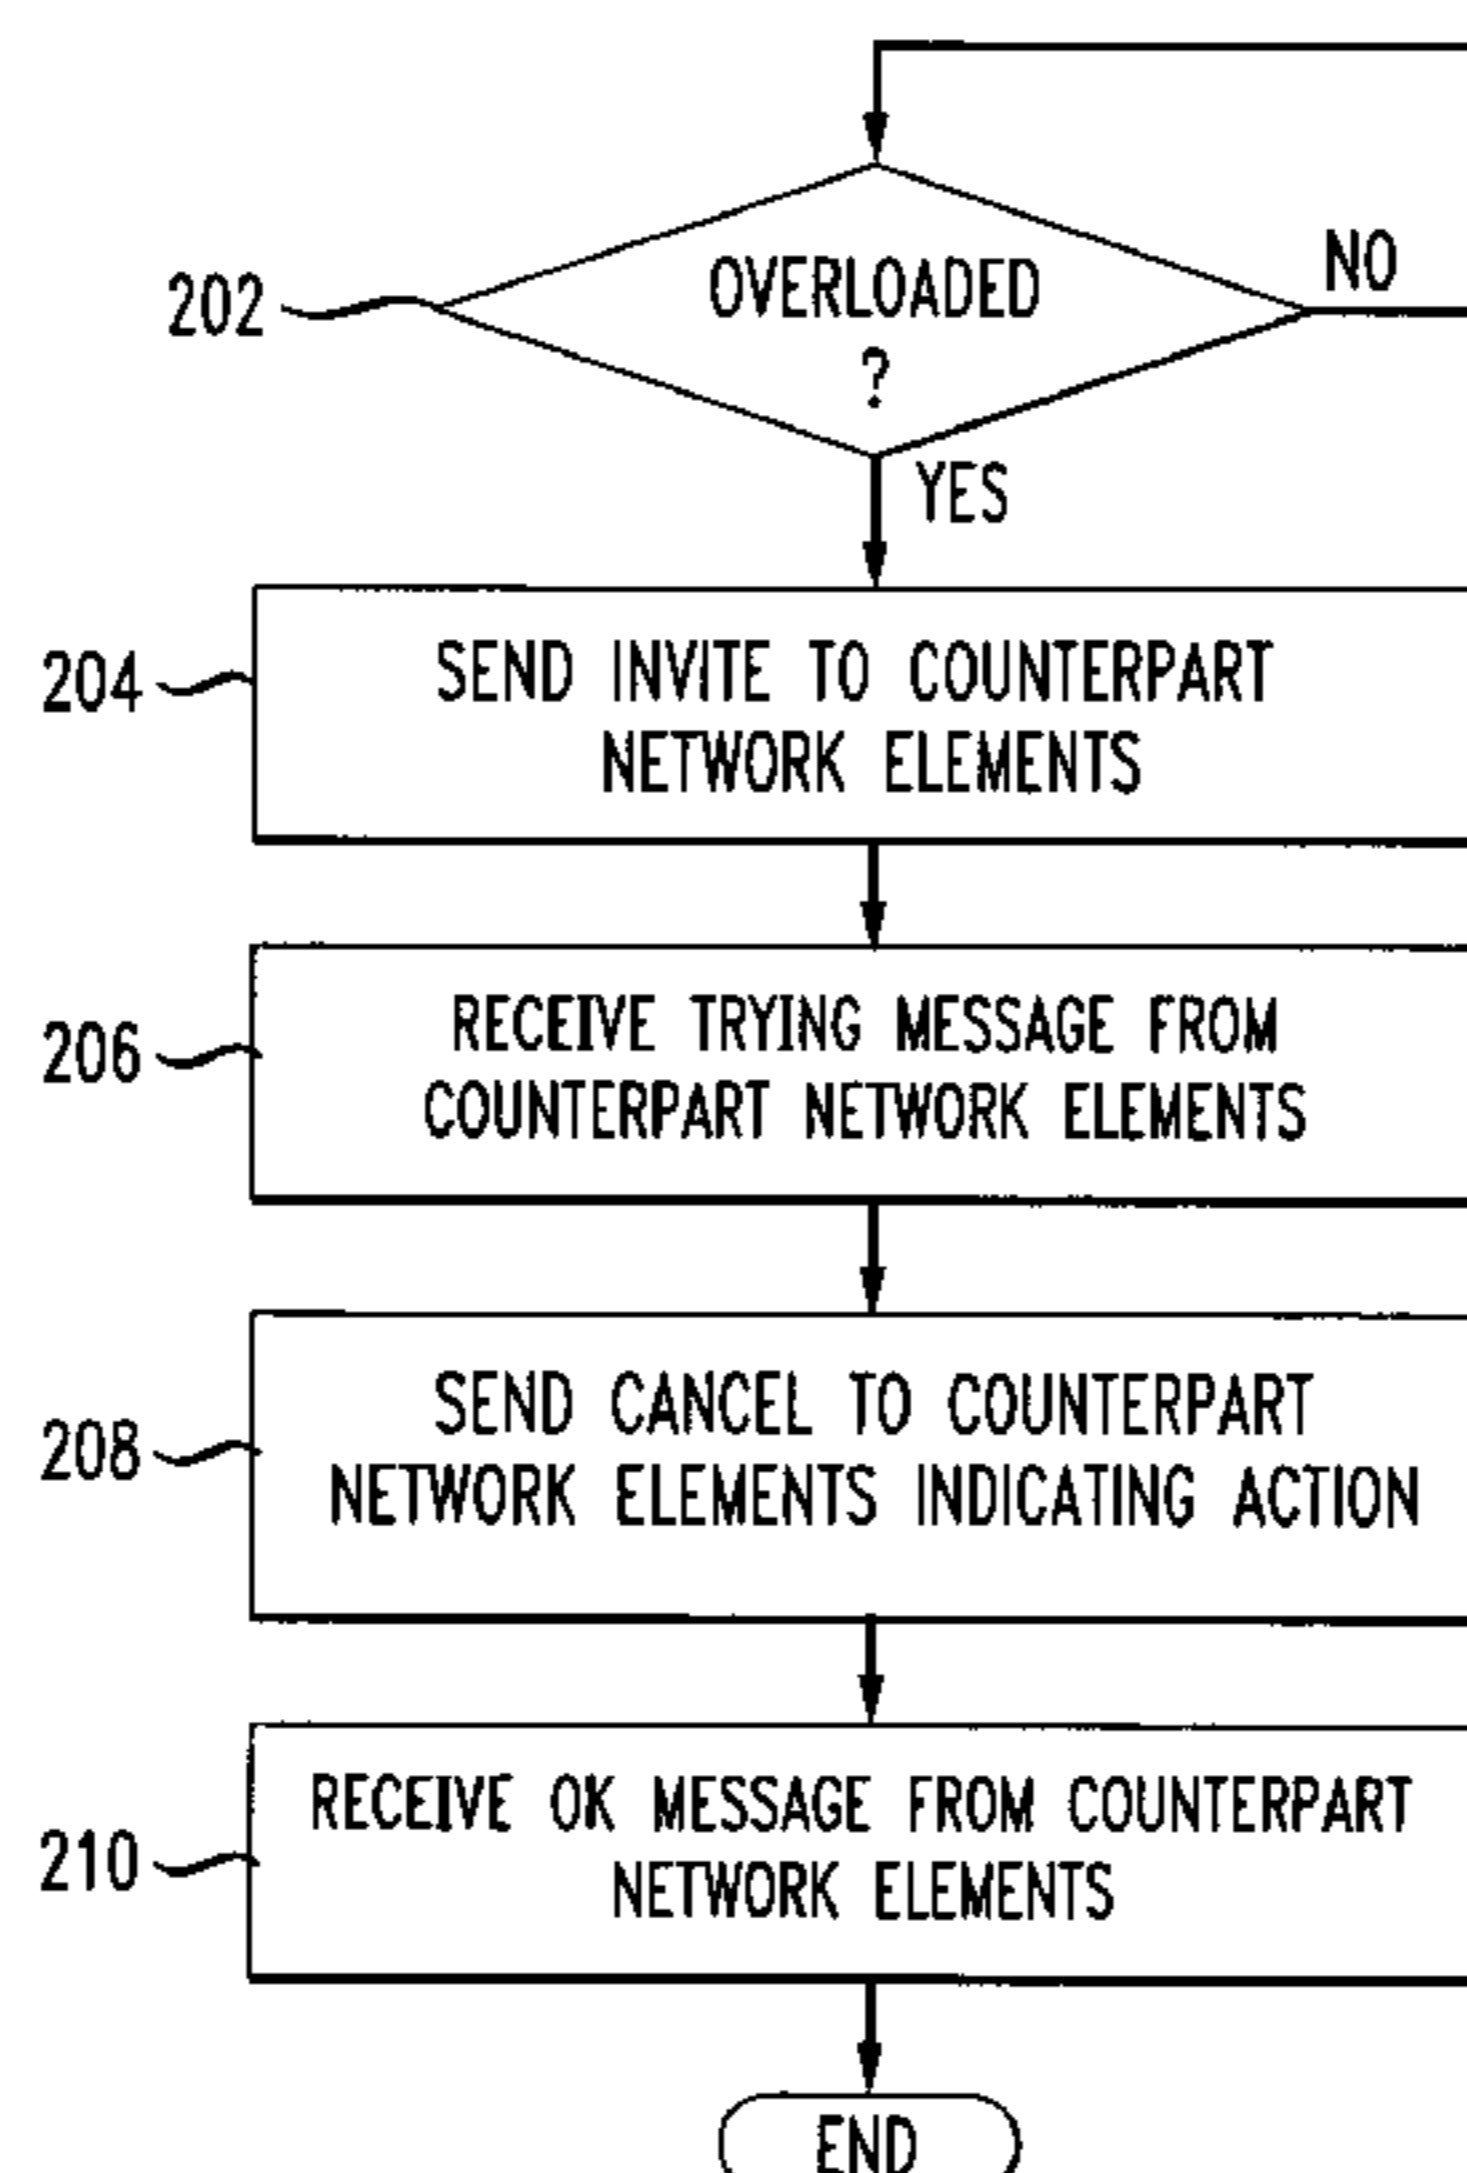 NO
202
OVERLOADED
?
YES
204
SEND INVITE TO COUNTERPART
NETWORK ELEMENTS
206
RECEIVE TRYING MESSAGE FROM
COUNTERPART NETWORK ELEMENTS
208
SEND CANCEL TO COUNTERPART
NETWORK ELEMENTS INDICATING ACTION
210
RECEIVE OK MESSAGE FROM COUNTERPART
NETWORK ELEMENTS
END